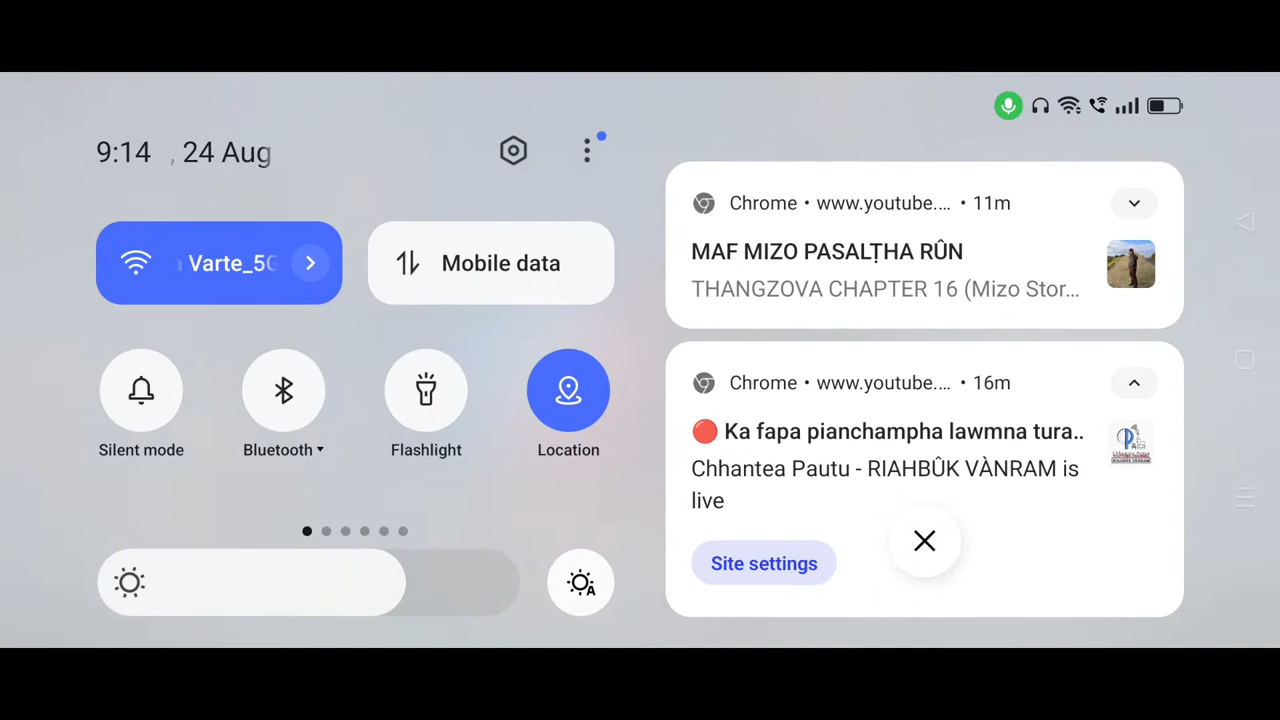 9:14 , 24 Aug
Varte_5G
Mobile data
Silent mode
Bluetooth
Flashlight
Location
A
Chrome • www.youtube.... • 11m
MAF MIZO PASALṬHA RÛN
THANGZOVA CHAPTER 16 (Mizo Stor...
Chrome • www.youtube.... • 16m
🔴 Ka fapa pianchampha lawmna tura..
Chhantea Pautu - RIAHBÛK VÀNRAM is
live
Site settings